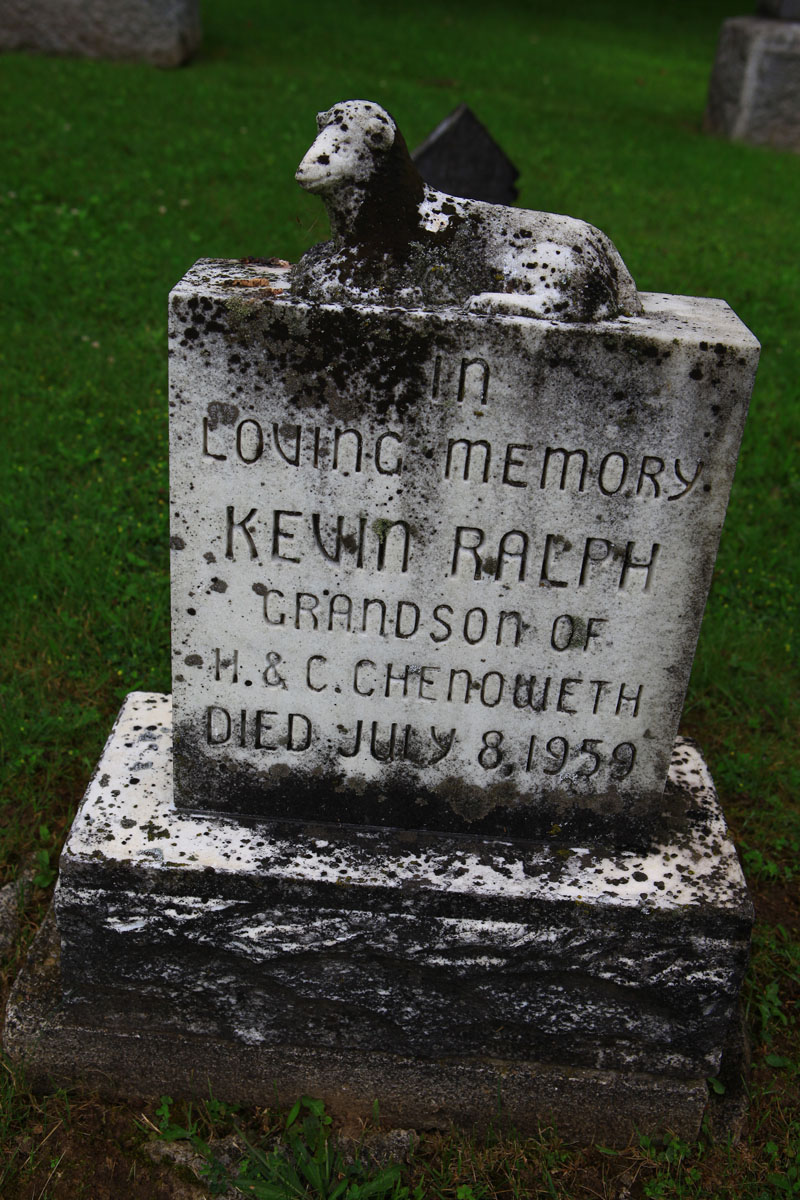 In
LOVING MEMORY
KEVIN RALPH
GRANDSON OF
H. & C. CHENOWETH
DIED JULY 8, 1959